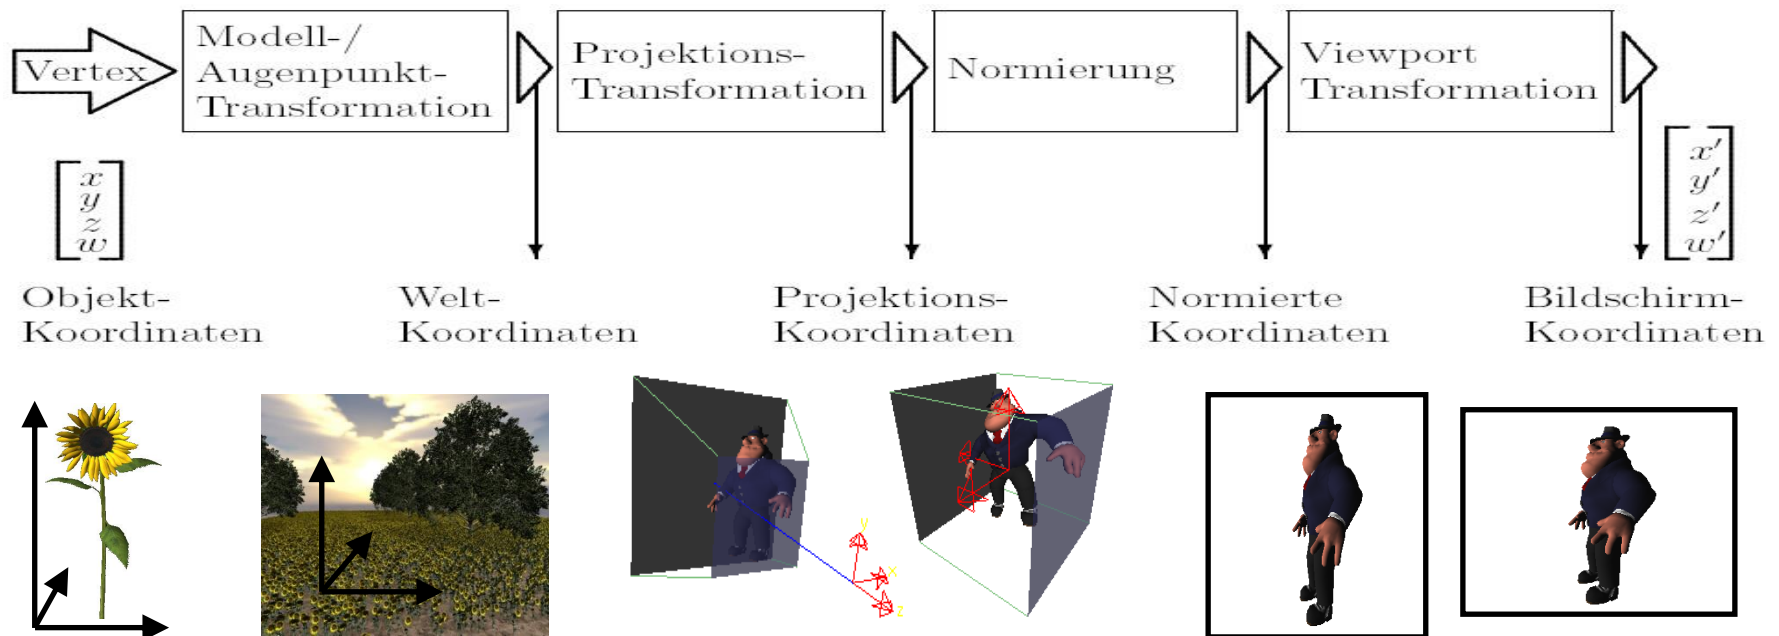 Vertex
Modell-/
Augenpunkt-
Transformation
Projektions-
Transformation
Normierung
Viewport
Transformation
x
y
z
w
x′
y′
z′
w′
Objekt-
Koordinaten
Welt-
Koordinaten
Projektions-
Koordinaten
Normierte
Koordinaten
Bildschirm-
Koordinaten
y
x
z